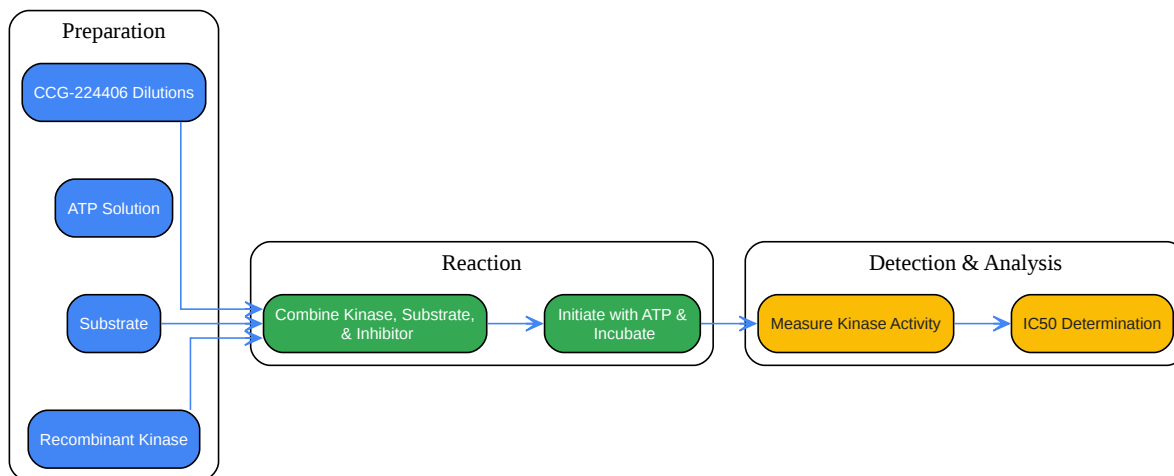 Preparation
CCG-224406 Dilutions
ATP Solution
Substrate
Recombinant Kinase
Reaction
Combine Kinase, Substrate,
& Inhibitor
Initiate with ATP &
Incubate
Detection & Analysis
Measure Kinase Activity
IC50 Determination